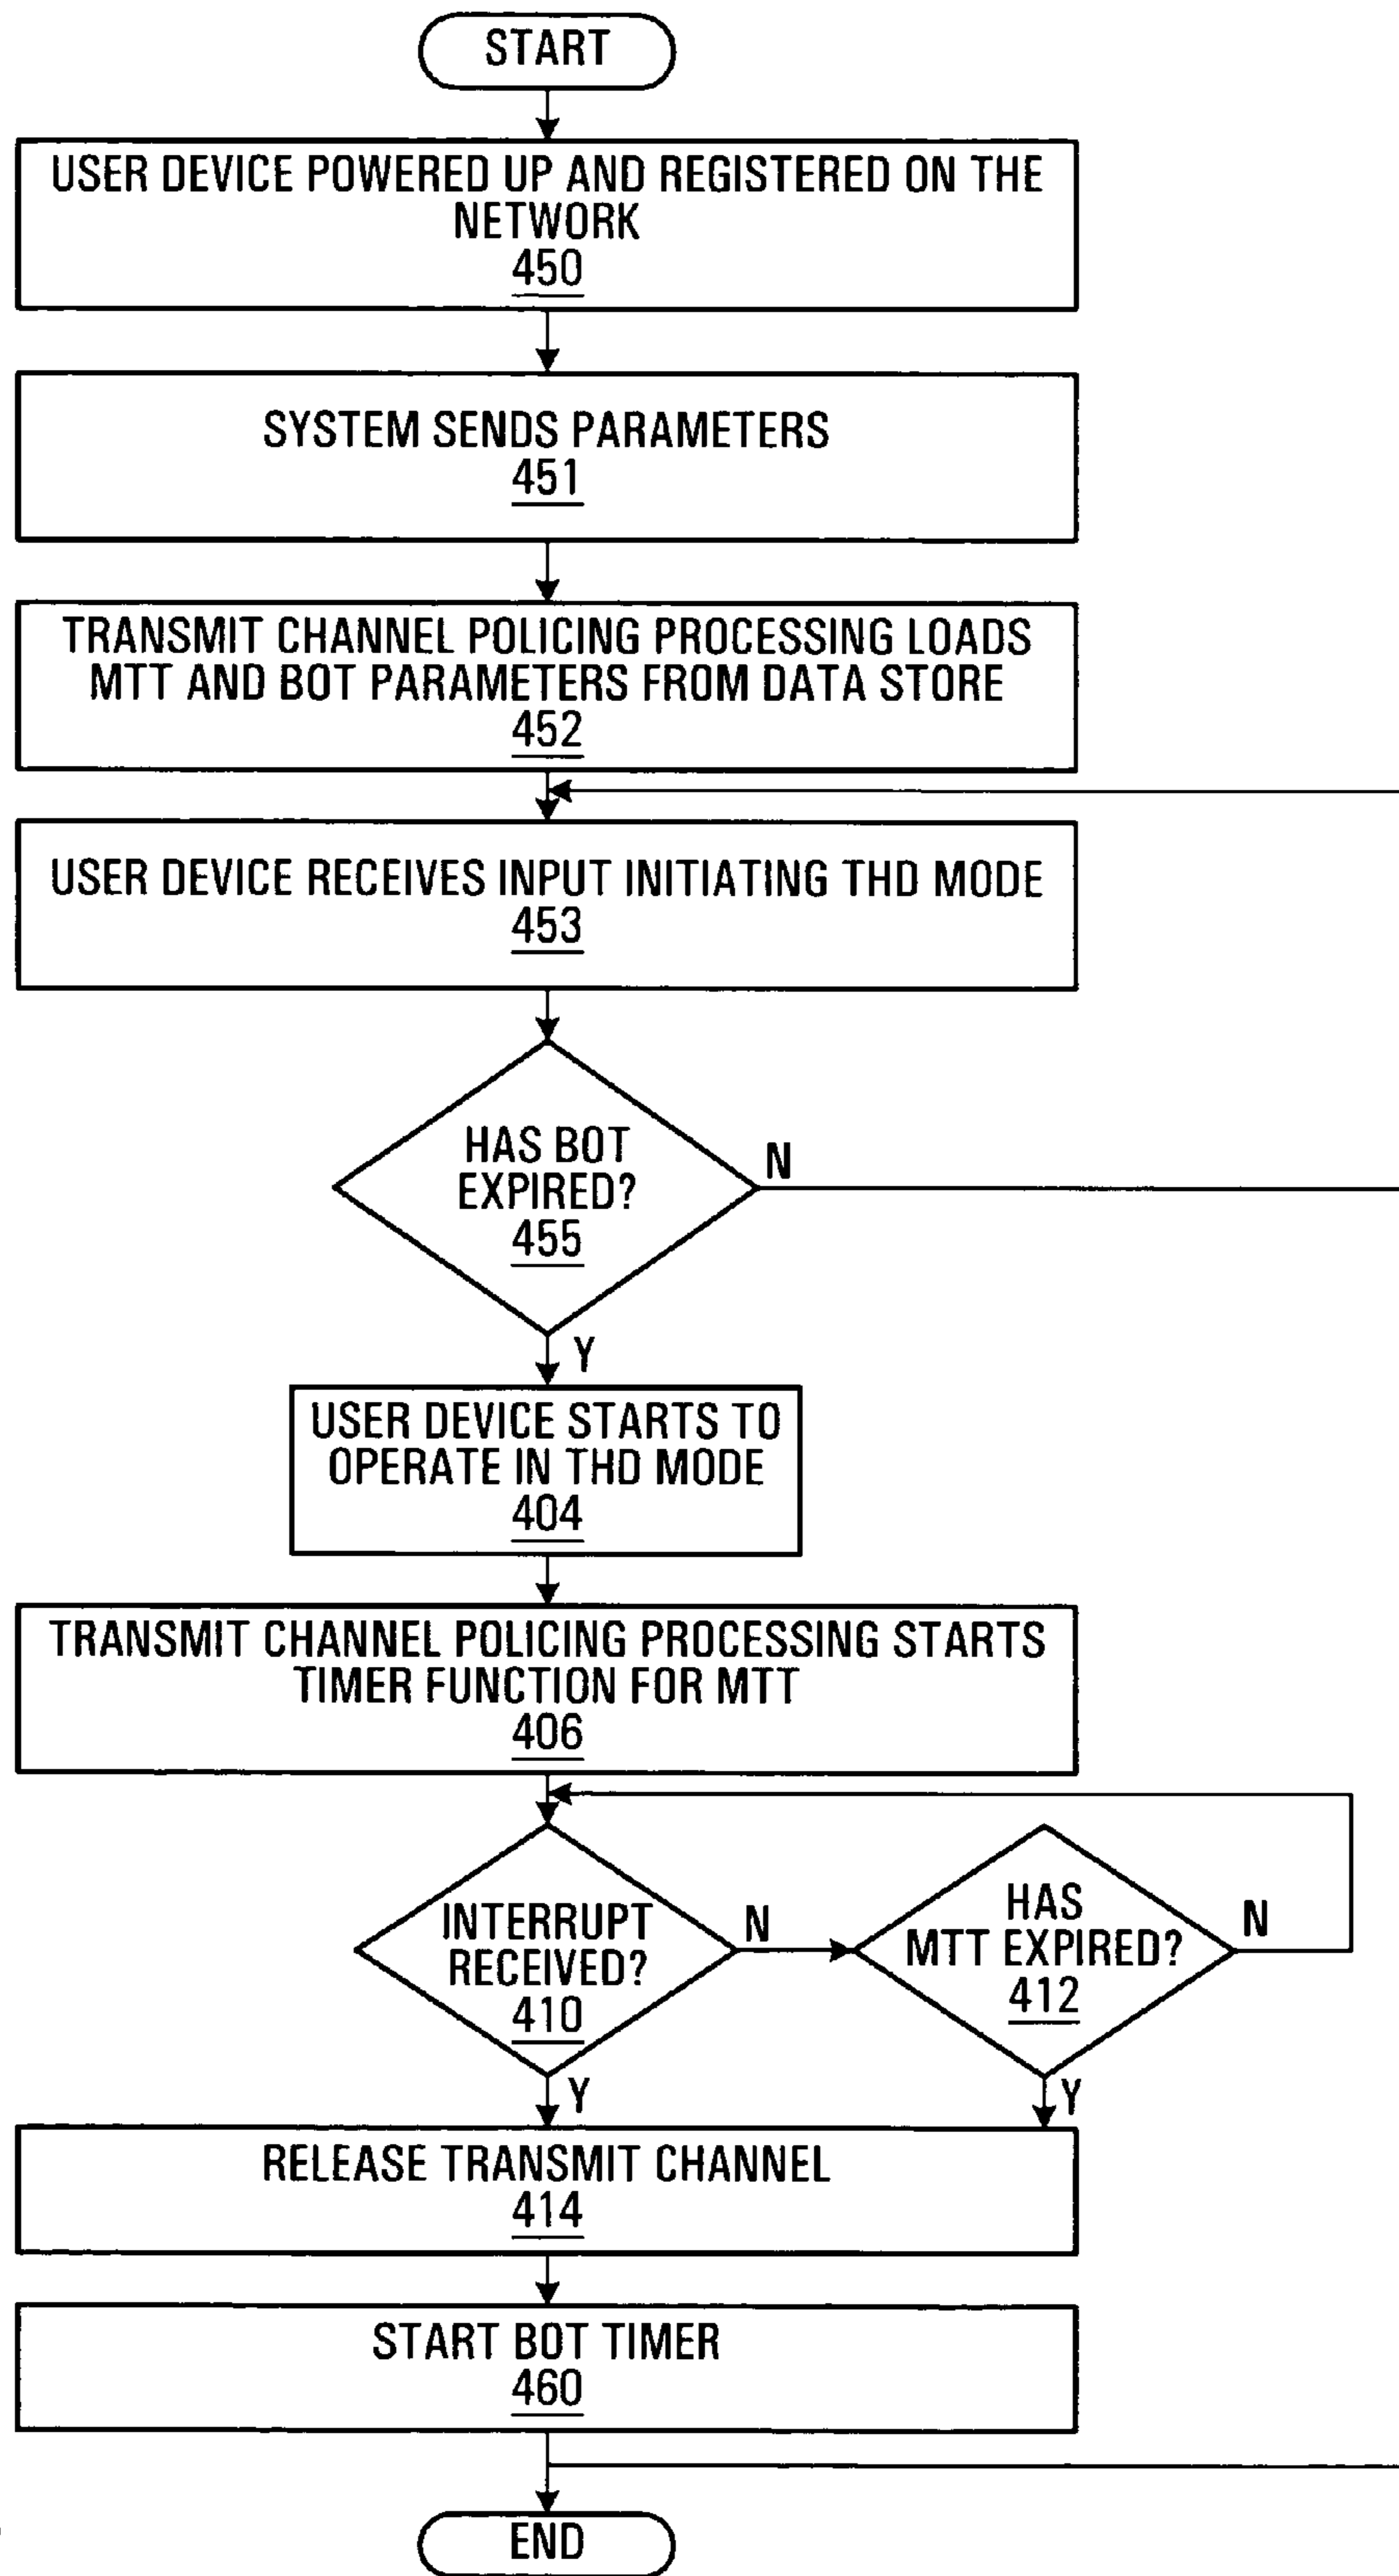 START
USER DEVICE POWERED UP AND REGISTERED ON THE
NETWORK
450
SYSTEM SENDS PARAMETERS
451
TRANSMIT CHANNEL POLICING PROCESSING LOADS
MTT AND BOT PARAMETERS FROM DATA STORE
452
USER DEVICE RECEIVES INPUT INITIATING THD MODE
453
HAS BOT
EXPIRED?
455
N
Y
USER DEVICE STARTS TO
OPERATE IN THD MODE
404
TRANSMIT CHANNEL POLICING PROCESSING STARTS
TIMER FUNCTION FOR MTT
406
INTERRUPT
RECEIVED?
410
N
HAS
MTT EXPIRED?
412
N
Y
Y
RELEASE TRANSMIT CHANNEL
414
START BOT TIMER
460
END